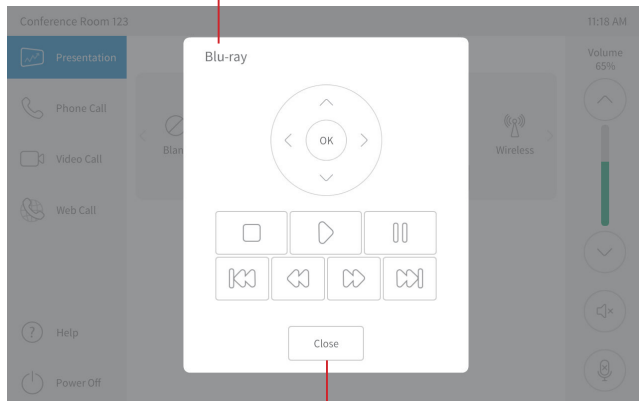 Conference Room 123
11:18 AM
Presentation
Phone Call
Video Call
Web Call
Help
Power Off
Blu-ray
OK
Close
Blan
Wireless
Volume
65%